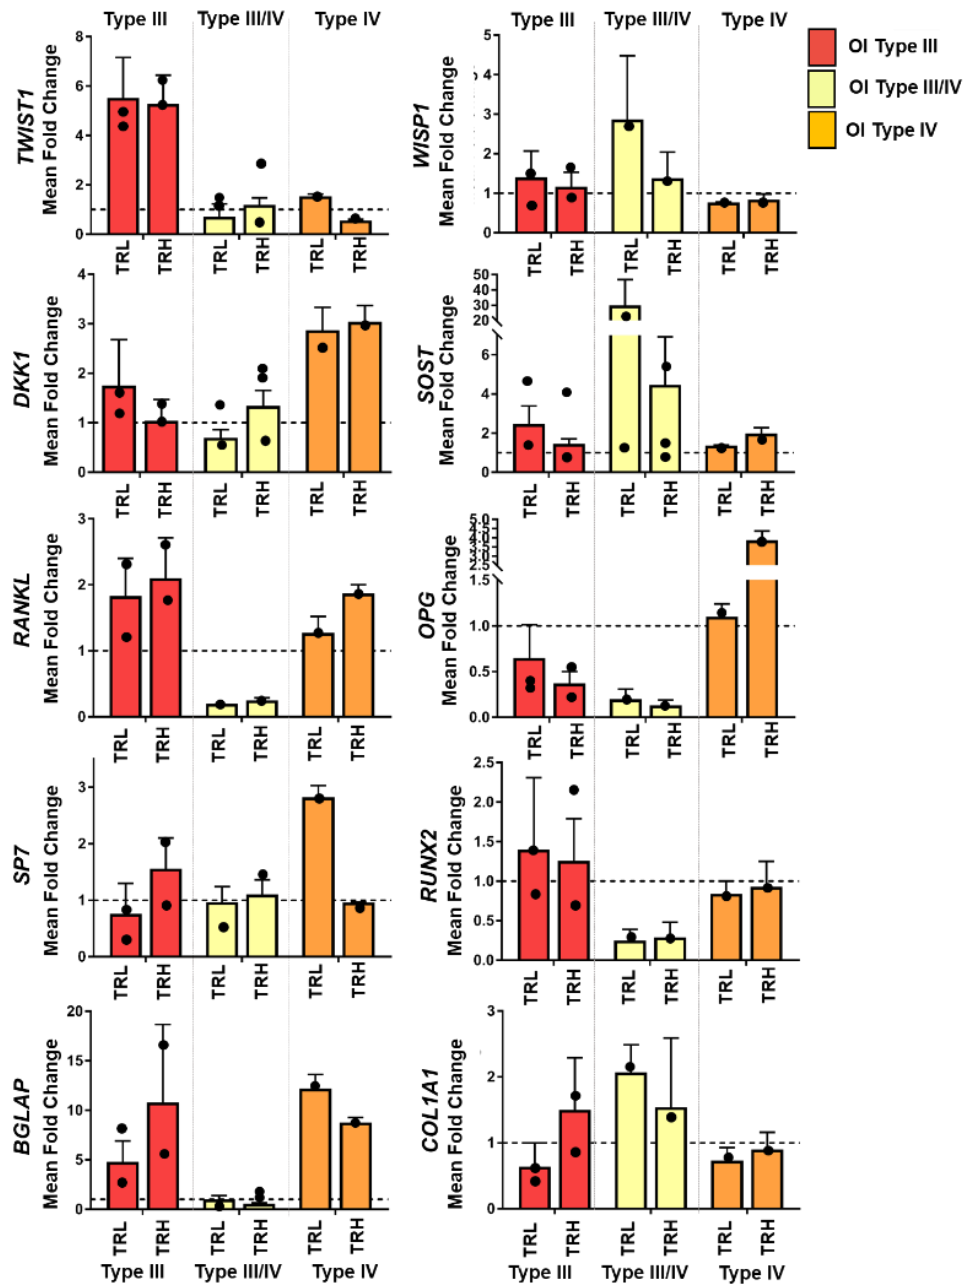 Type III Type III/IV Type IV
TWIST1
Mean Fold Change
8
6
4
2
0
TRL TRH TRL TRH TRL TRH
Type III Type III/IV Type IV
WISP1
Mean Fold Change
5
4
3
2
1
0
TRL TRH TRL TRH TRL TRH
OI Type III
OI Type III/IV
OI Type IV
DKK1
Mean Fold Change
4
3
2
1
0
TRL TRH TRL TRH TRL TRH
SOST
Mean Fold Change
50
40
30
20
6
4
2
0
TRL TRH TRL TRH TRL TRH
RANKL
Mean Fold Change
3
2
1
0
TRL TRH TRL TRH TRL TRH
OPG
Mean Fold Change
5.0
4.5
4.0
3.5
3.0
2.5
1.5
1.0
0.5
0.0
TRL TRH TRL TRH TRL TRH
SP7
Mean Fold Change
3
2
1
0
TRL TRH TRL TRH TRL TRH
RUNX2
Mean Fold Change
2.5
2.0
1.5
1.0
0.5
0.0
TRL TRH TRL TRH TRL TRH
BGLAP
Mean Fold Change
20
15
10
5
0
TRL TRH TRL TRH TRL TRH
Type III Type III/IV Type IV
COL1A1
Mean Fold Change
3
2
1
0
TRL TRH TRL TRH TRL TRH
Type III Type III/IV Type IV